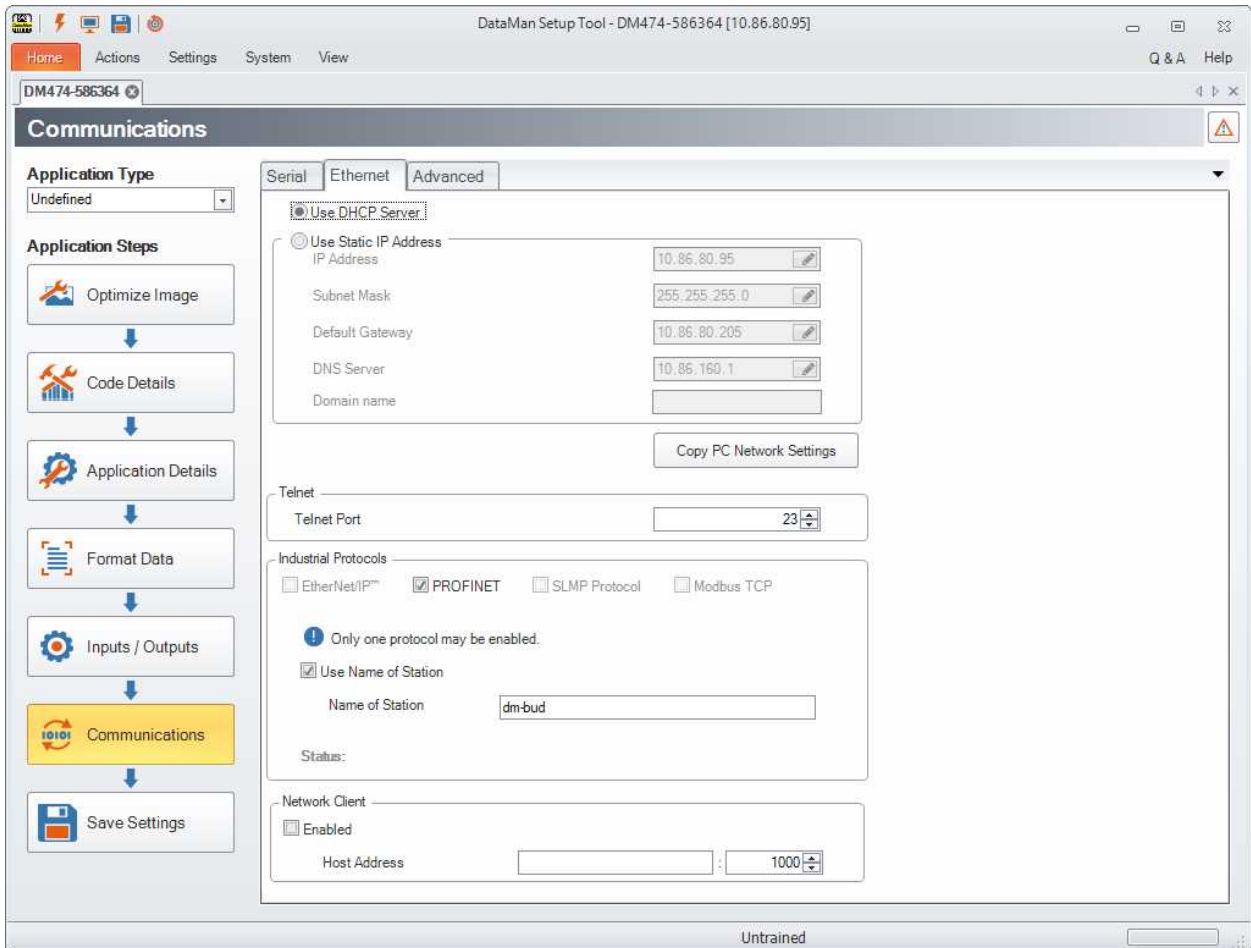 DataMan Setup Tool - DM474-586364 [10.86.80.95]
Home Actions Settings System View Q & A Help
DM474-586364
Communications
Application Type
Undefined
Application Steps
Optimize Image
Code Details
Application Details
Format Data
Inputs / Outputs
Communications
Save Settings
Serial Ethernet Advanced
Use DHCP Server
Use Static IP Address
IP Address 10.86.80.95
Subnet Mask 255.255.255.0
Default Gateway 10.86.80.205
DNS Server 10.86.160.1
Domain name
Copy PC Network Settings
Telnet
Telnet Port 23
Industrial Protocols
EtherNet/IP™ PROFINET SLMP Protocol Modbus TCP
Only one protocol may be enabled.
Use Name of Station
Name of Station dm-bud
Status:
Network Client
Enabled
Host Address : 1000
Untrained